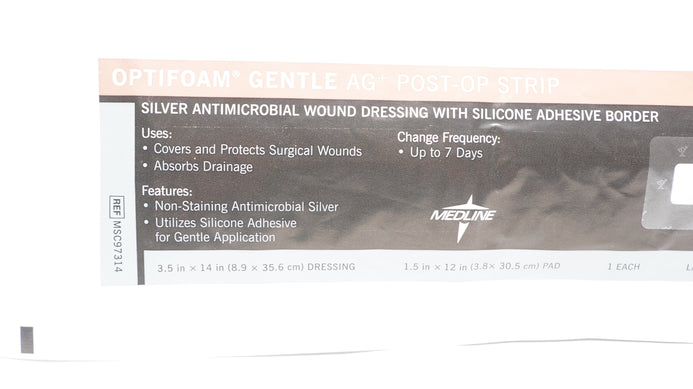 OPTIFOAM® GENTLE AG+ POST-OP STRIP
SILVER ANTIMICROBIAL WOUND DRESSING WITH SILICONE ADHESIVE BORDER
Uses:
• Covers and Protects Surgical Wounds
• Absorbs Drainage
Features:
• Non-Staining Antimicrobial Silver
• Utilizes Silicone Adhesive
for Gentle Application
Change Frequency:
• Up to 7 Days
MEDLINE
REF MSC97314
3.5 in × 14 in (8.9 × 35.6 cm) DRESSING
1.5 in × 12 in (3.8× 30.5 cm) PAD
1 EACH